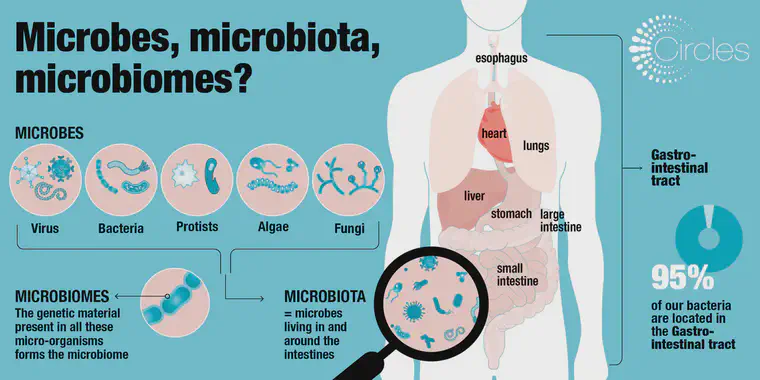 Microbes, microbiota,
microbiomes?
Circles
MICROBES
Virus
Bacteria
Protists
Algae
Fungi
MICROBIOMES
The genetic material
present in all these
micro-organisms
forms the microbiome
MICROBIOTA
= microbes
living in and
around the
intestines
esophagus
heart
lungs
liver
stomach
large
intestine
small
intestine
Gastro-
intestinal
tract
95%
of our bacteria
are located in
the Gastro-
intestinal tract